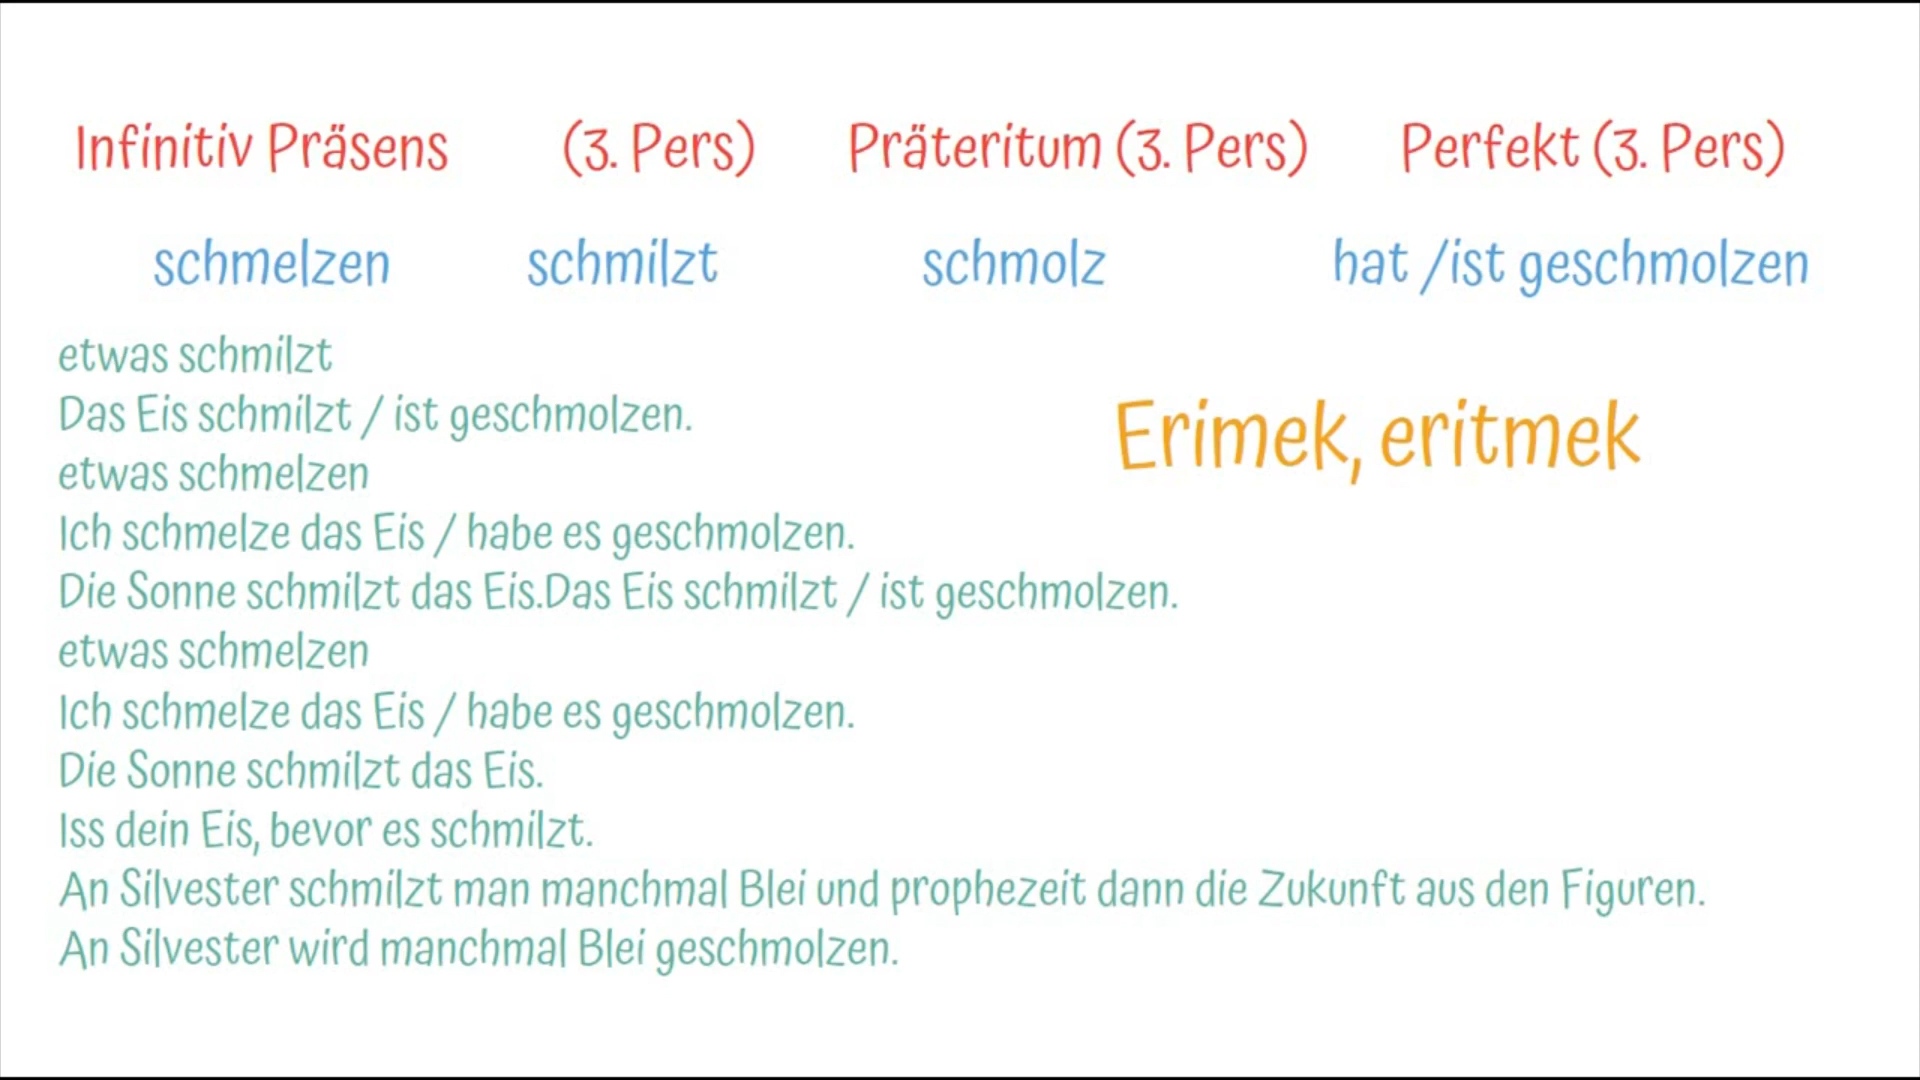 Infinitiv Präsens (3. Pers) Präteritum (3. Pers) Perfekt (3. Pers)
schmelzen schmilzt schmolz hat /ist geschmolzen
etwas schmilzt
Das Eis schmilzt / ist geschmolzen.
Erimek, eritmek
etwas schmelzen
Ich schmelze das Eis / habe es geschmolzen.
Die Sonne schmilzt das Eis.Das Eis schmilzt / ist geschmolzen.
etwas schmelzen
Ich schmelze das Eis / habe es geschmolzen.
Die Sonne schmilzt das Eis.
Iss dein Eis, bevor es schmilzt.
An Silvester schmilzt man manchmal Blei und prophezeit dann die Zukunft aus den Figuren.
An Silvester wird manchmal Blei geschmolzen.